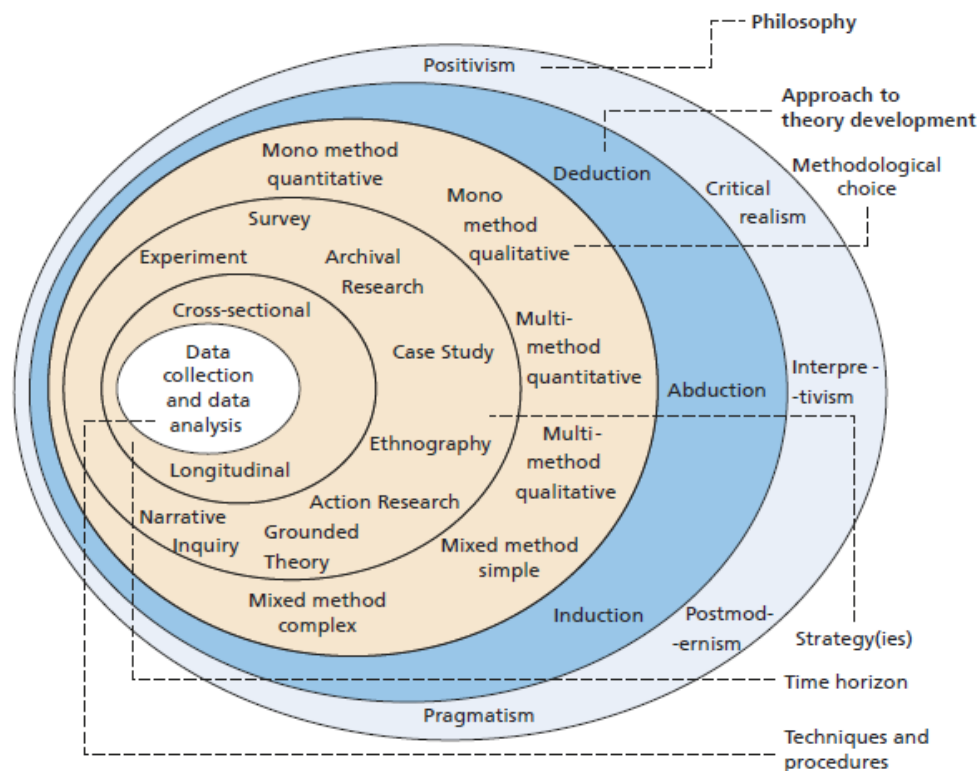 Philosophy
Positivism
Approach to
theory development
Mono method
quantitative
Deduction
Methodological
choice
Critical
realism
Mono
method
qualitative
Survey
Experiment
Archival
Research
Cross-sectional
Multi-
method
quantitative
Case Study
Data
collection
and data
analysis
Interpre -
-tivism
Abduction
Ethnography
Multi-
method
qualitative
Longitudinal
Action Research
Narrative
Inquiry
Grounded
Theory
Mixed method
simple
Mixed method
complex
Induction
Postmod-
-ernism
Strategy(ies)
Time horizon
Pragmatism
Techniques and
procedures